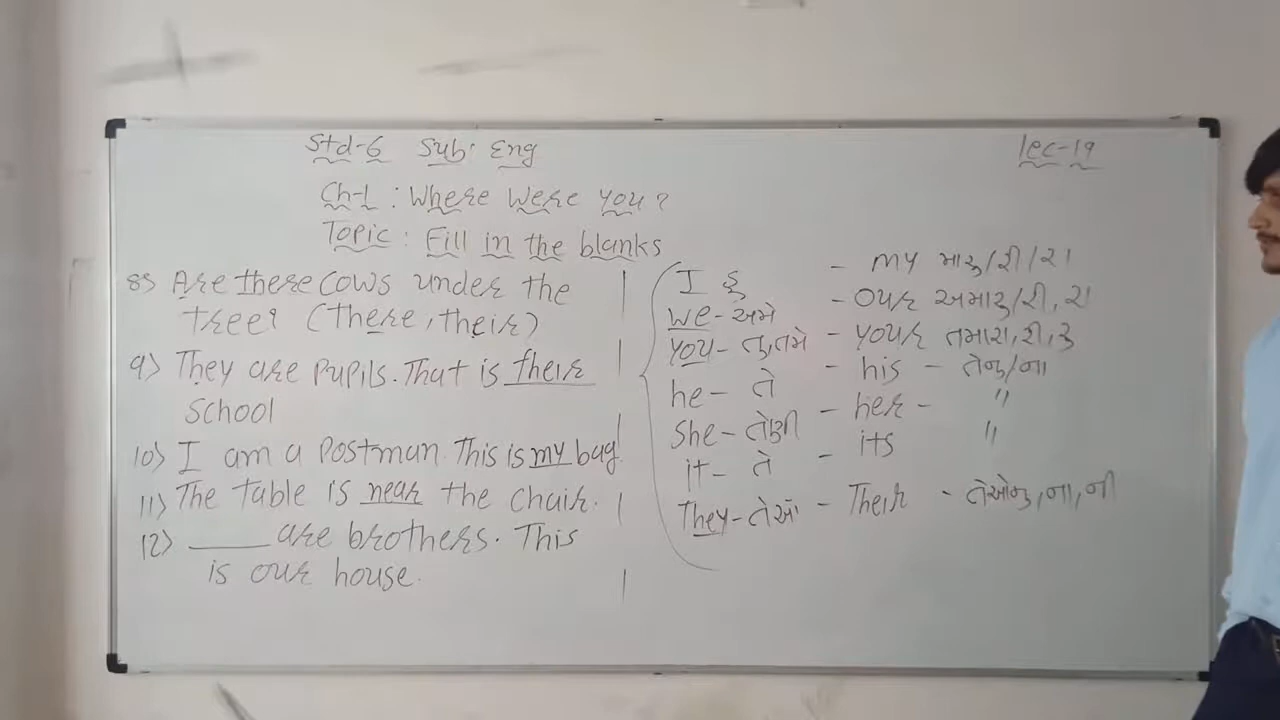 Std-6 Sub: Eng
lec-19
Ch-1 : Where Were you?
Topic : Fill in the blanks
8) Are there cows under the
tree? (there, their)
9) They are pupils. That is their
school
10) I am a postman. This is my bag
11) The table is near the chair.
12) ____ are brothers. This
is our house.
I હું - my મારૂ/રી/રા
we - અમે - our અમારૂ/રી, રા
you - તુ,તમે - your તમારા, રી, રૂ
he - તે - his - તેનુ/ના
she - તેણી - her - "
it - તે - its "
They - તેઓ - Their - તેઓનુ, ના, ની